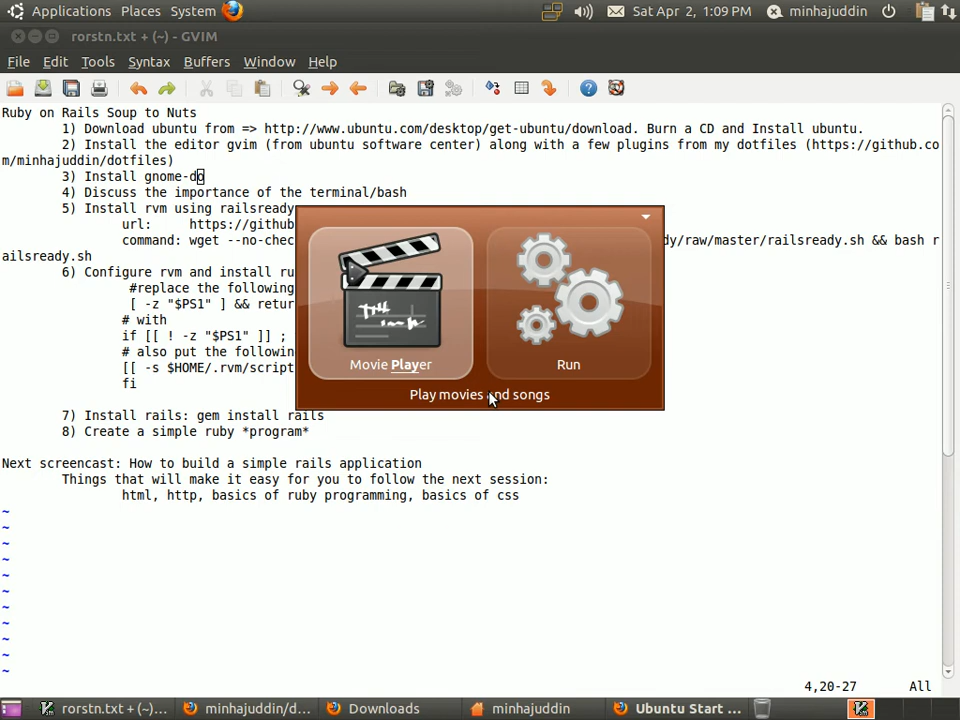 Applications Places System
Sat Apr 2, 1:09 PM minhajuddin
rorstn.txt + (~) - GVIM
File Edit Tools Syntax Buffers Window Help
Ruby on Rails Soup to Nuts
1) Download ubuntu from => http://www.ubuntu.com/desktop/get-ubuntu/download. Burn a CD and Install ubuntu.
2) Install the editor gvim (from ubuntu software center) along with a few plugins from my dotfiles (https://github.co
m/minhajuddin/dotfiles)
3) Install gnome-do
4) Discuss the importance of the terminal/bash
5) Install rvm using railsready
url: https://github
command: wget --no-chec dy/raw/master/railsready.sh && bash r
ailsready.sh
6) Configure rvm and install ru
#replace the following
[ -z "$PS1" ] && retur
# with
if [[ ! -z "$PS1" ]] ;
# also put the followin
[[ -s $HOME/.rvm/script
fi
Movie Player
Run
Play movies and songs
7) Install rails: gem install rails
8) Create a simple ruby *program*
Next screencast: How to build a simple rails application
Things that will make it easy for you to follow the next session:
html, http, basics of ruby programming, basics of css
~
~
~
~
~
~
~
~
~
~
~
4,20-27 All
rorstn.txt + (~)... minhajuddin/d... Downloads minhajuddin Ubuntu Start ...